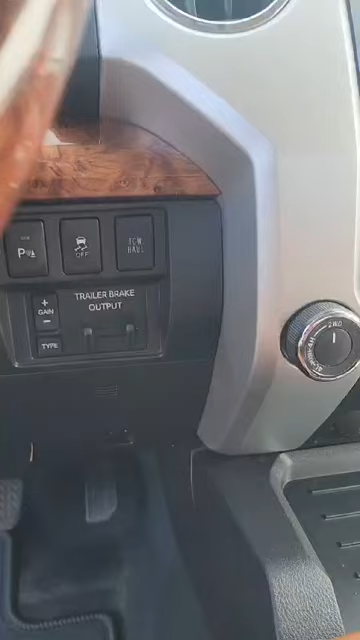 P
OFF
TOW
HAUL
+
GAIN
-
TYPE
TRAILER BRAKE
OUTPUT
2WD